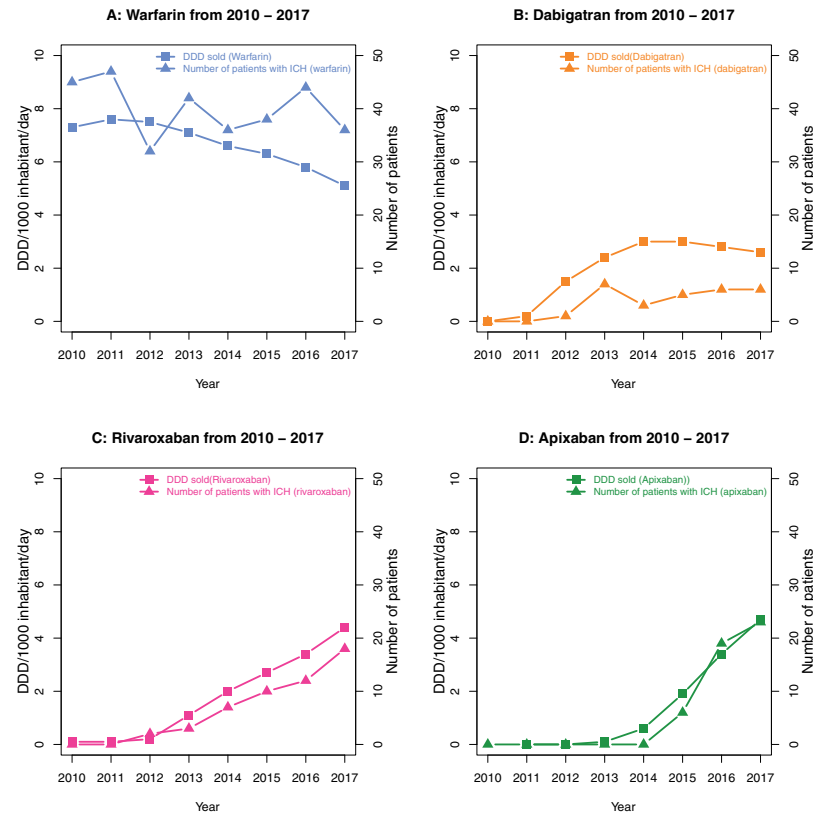 A: Warfarin from 2010 − 2017
DDD sold (Warfarin)
Number of patients with ICH (warfarin)
10
8
6
4
2
0
DDD/1000 inhabitant/day
50
40
30
20
10
0
Number of patients
2010 2011 2012 2013 2014 2015 2016 2017
Year
B: Dabigatran from 2010 − 2017
DDD sold(Dabigatran)
Number of patients with ICH (dabigatran)
10
8
6
4
2
0
DDD/1000 inhabitant/day
50
40
30
20
10
0
Number of patients
2010 2011 2012 2013 2014 2015 2016 2017
Year
C: Rivaroxaban from 2010 − 2017
DDD sold(Rivaroxaban)
Number of patients with ICH (rivaroxaban)
10
8
6
4
2
0
DDD/1000 inhabitant/day
50
40
30
20
10
0
Number of patients
2010 2011 2012 2013 2014 2015 2016 2017
Year
D: Apixaban from 2010 − 2017
DDD sold (Apixaban))
Number of patients with ICH (apixaban)
10
8
6
4
2
0
DDD/1000 inhabitant/day
50
40
30
20
10
0
Number of patients
2010 2011 2012 2013 2014 2015 2016 2017
Year